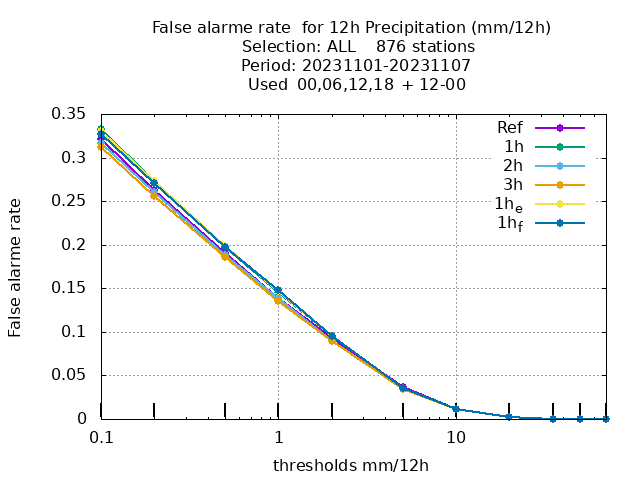 False alarme rate  for 12h Precipitation (mm/12h)
Selection: ALL    876 stations
Period: 20231101-20231107
Used  00,06,12,18  + 12-00
0.35
0.3
0.25
0.2
0.15
0.1
0.05
0
False alarme rate
Ref
1h
2h
3h
1he
1hf
0.1
1
10
thresholds mm/12h